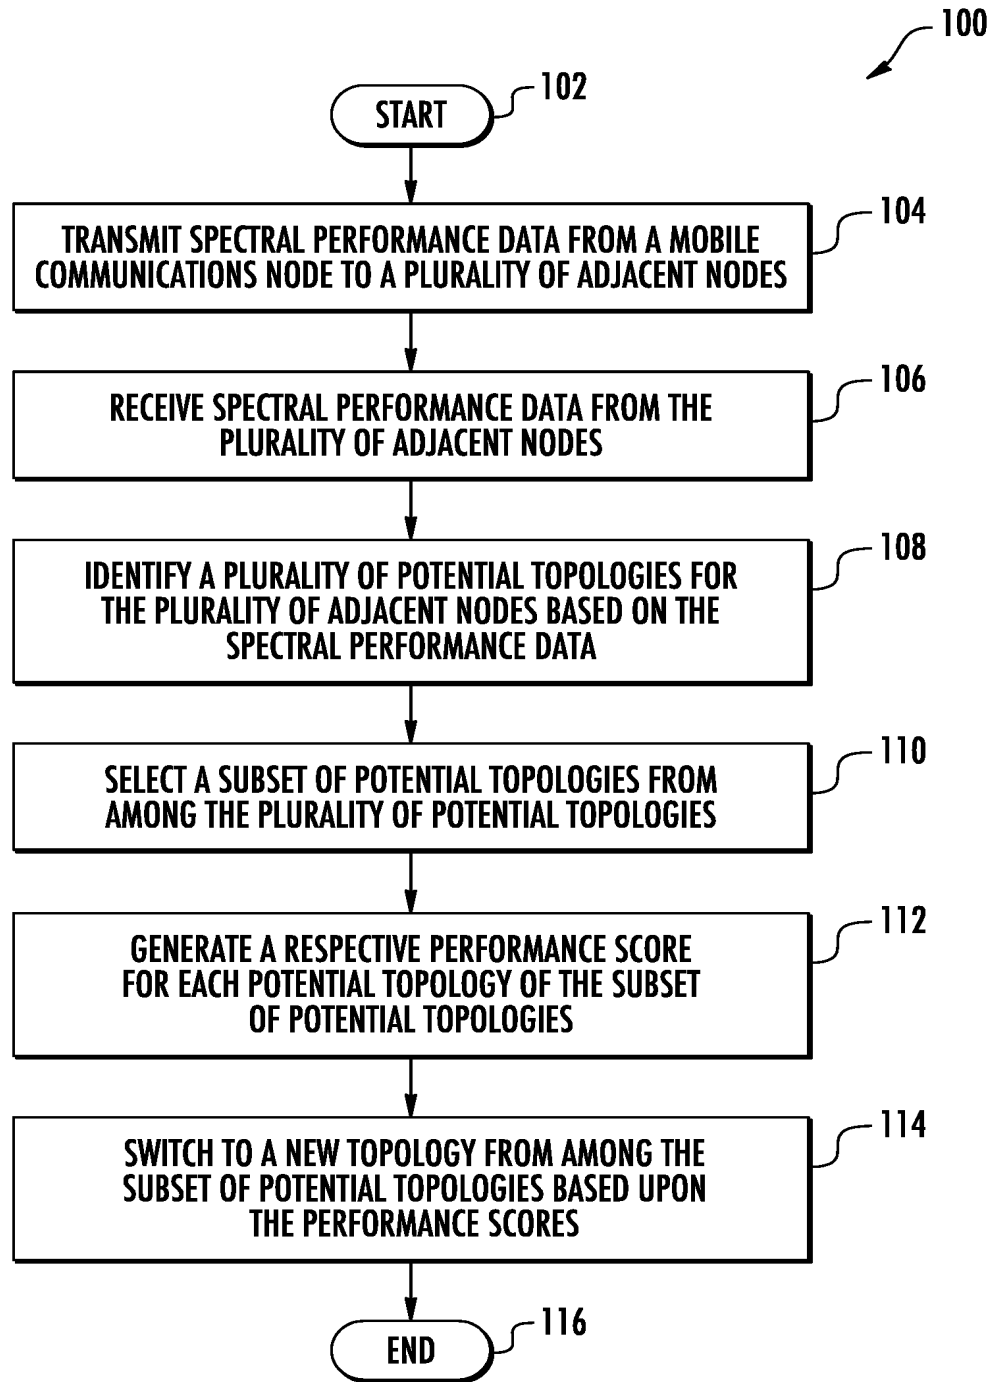 100
START
102
TRANSMIT SPECTRAL PERFORMANCE DATA FROM A MOBILE
COMMUNICATIONS NODE TO A PLURALITY OF ADJACENT NODES
104
RECEIVE SPECTRAL PERFORMANCE DATA FROM THE
PLURALITY OF ADJACENT NODES
106
IDENTIFY A PLURALITY OF POTENTIAL TOPOLOGIES FOR
THE PLURALITY OF ADJACENT NODES BASED ON THE
SPECTRAL PERFORMANCE DATA
108
SELECT A SUBSET OF POTENTIAL TOPOLOGIES FROM
AMONG THE PLURALITY OF POTENTIAL TOPOLOGIES
110
GENERATE A RESPECTIVE PERFORMANCE SCORE
FOR EACH POTENTIAL TOPOLOGY OF THE SUBSET
OF POTENTIAL TOPOLOGIES
112
SWITCH TO A NEW TOPOLOGY FROM AMONG THE
SUBSET OF POTENTIAL TOPOLOGIES BASED UPON
THE PERFORMANCE SCORES
114
END
116